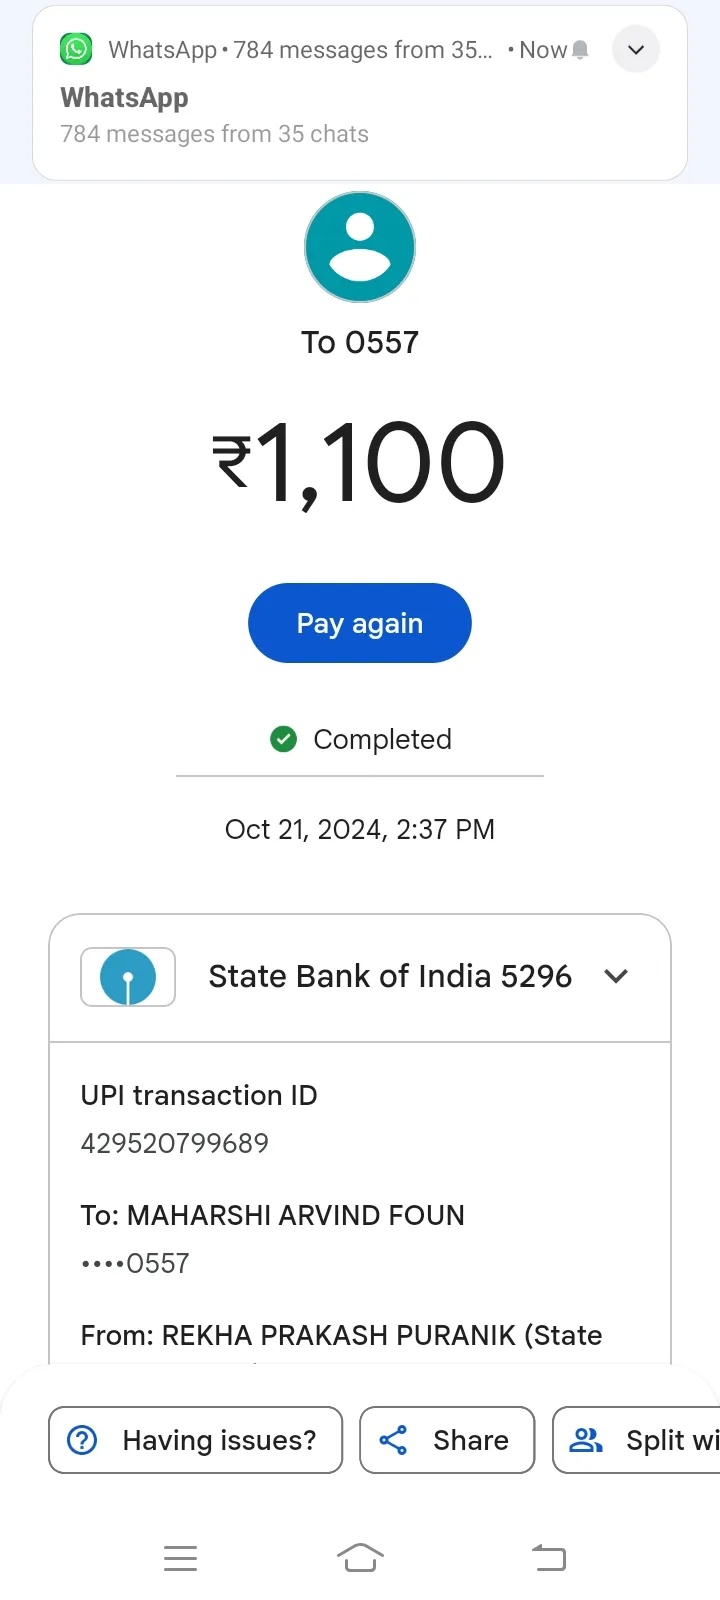 WhatsApp • 784 messages from 35... • Now
WhatsApp
784 messages from 35 chats
To 0557
₹1,100
Pay again
Completed
Oct 21, 2024, 2:37 PM
State Bank of India 5296
UPI transaction ID
429520799689
To: MAHARSHI ARVIND FOUN
••••0557
From: REKHA PRAKASH PURANIK (State
Having issues?
Share
Split wi